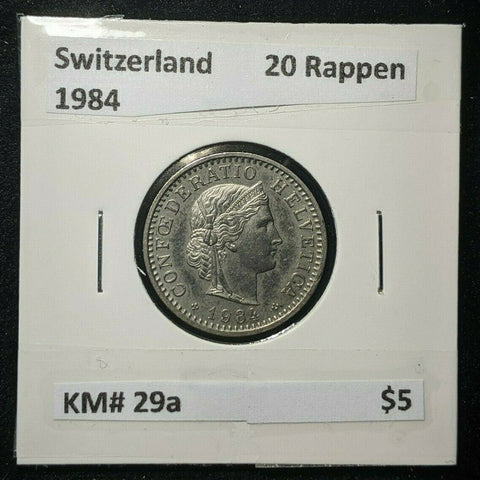 Switzerland 20 Rappen
1984
CONFŒDERATIO HELVETICA
1984
KM# 29a $5